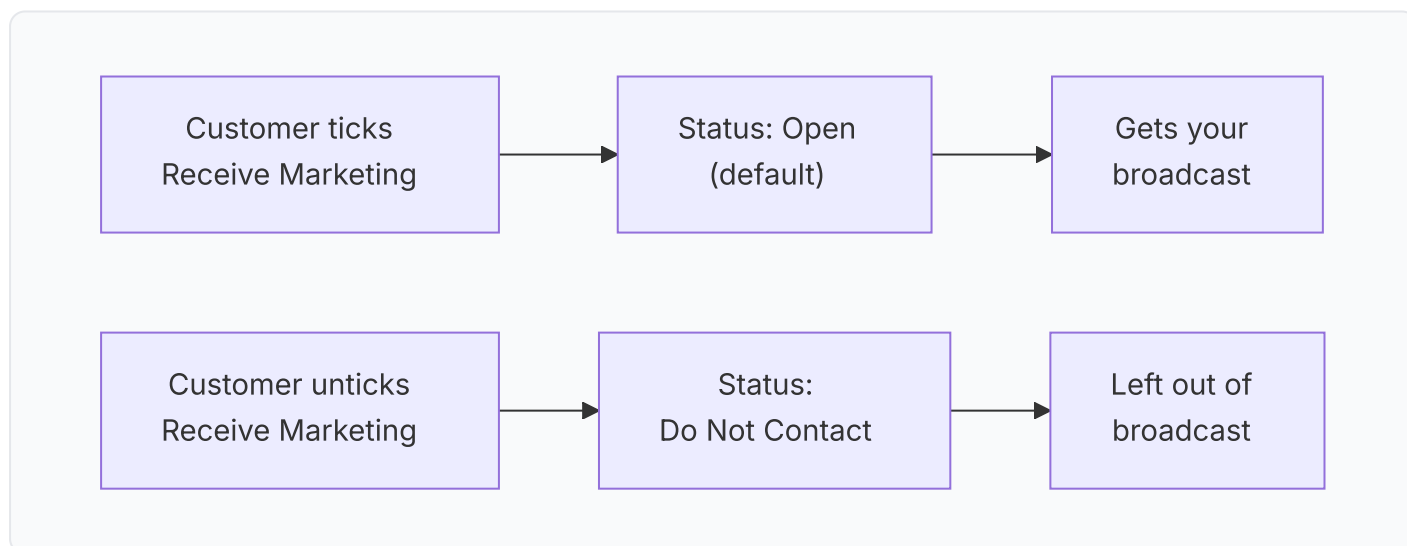 Customer ticks
Receive Marketing
Status: Open
(default)
Gets your
broadcast
Customer unticks
Receive Marketing
Status:
Do Not Contact
Left out of
broadcast